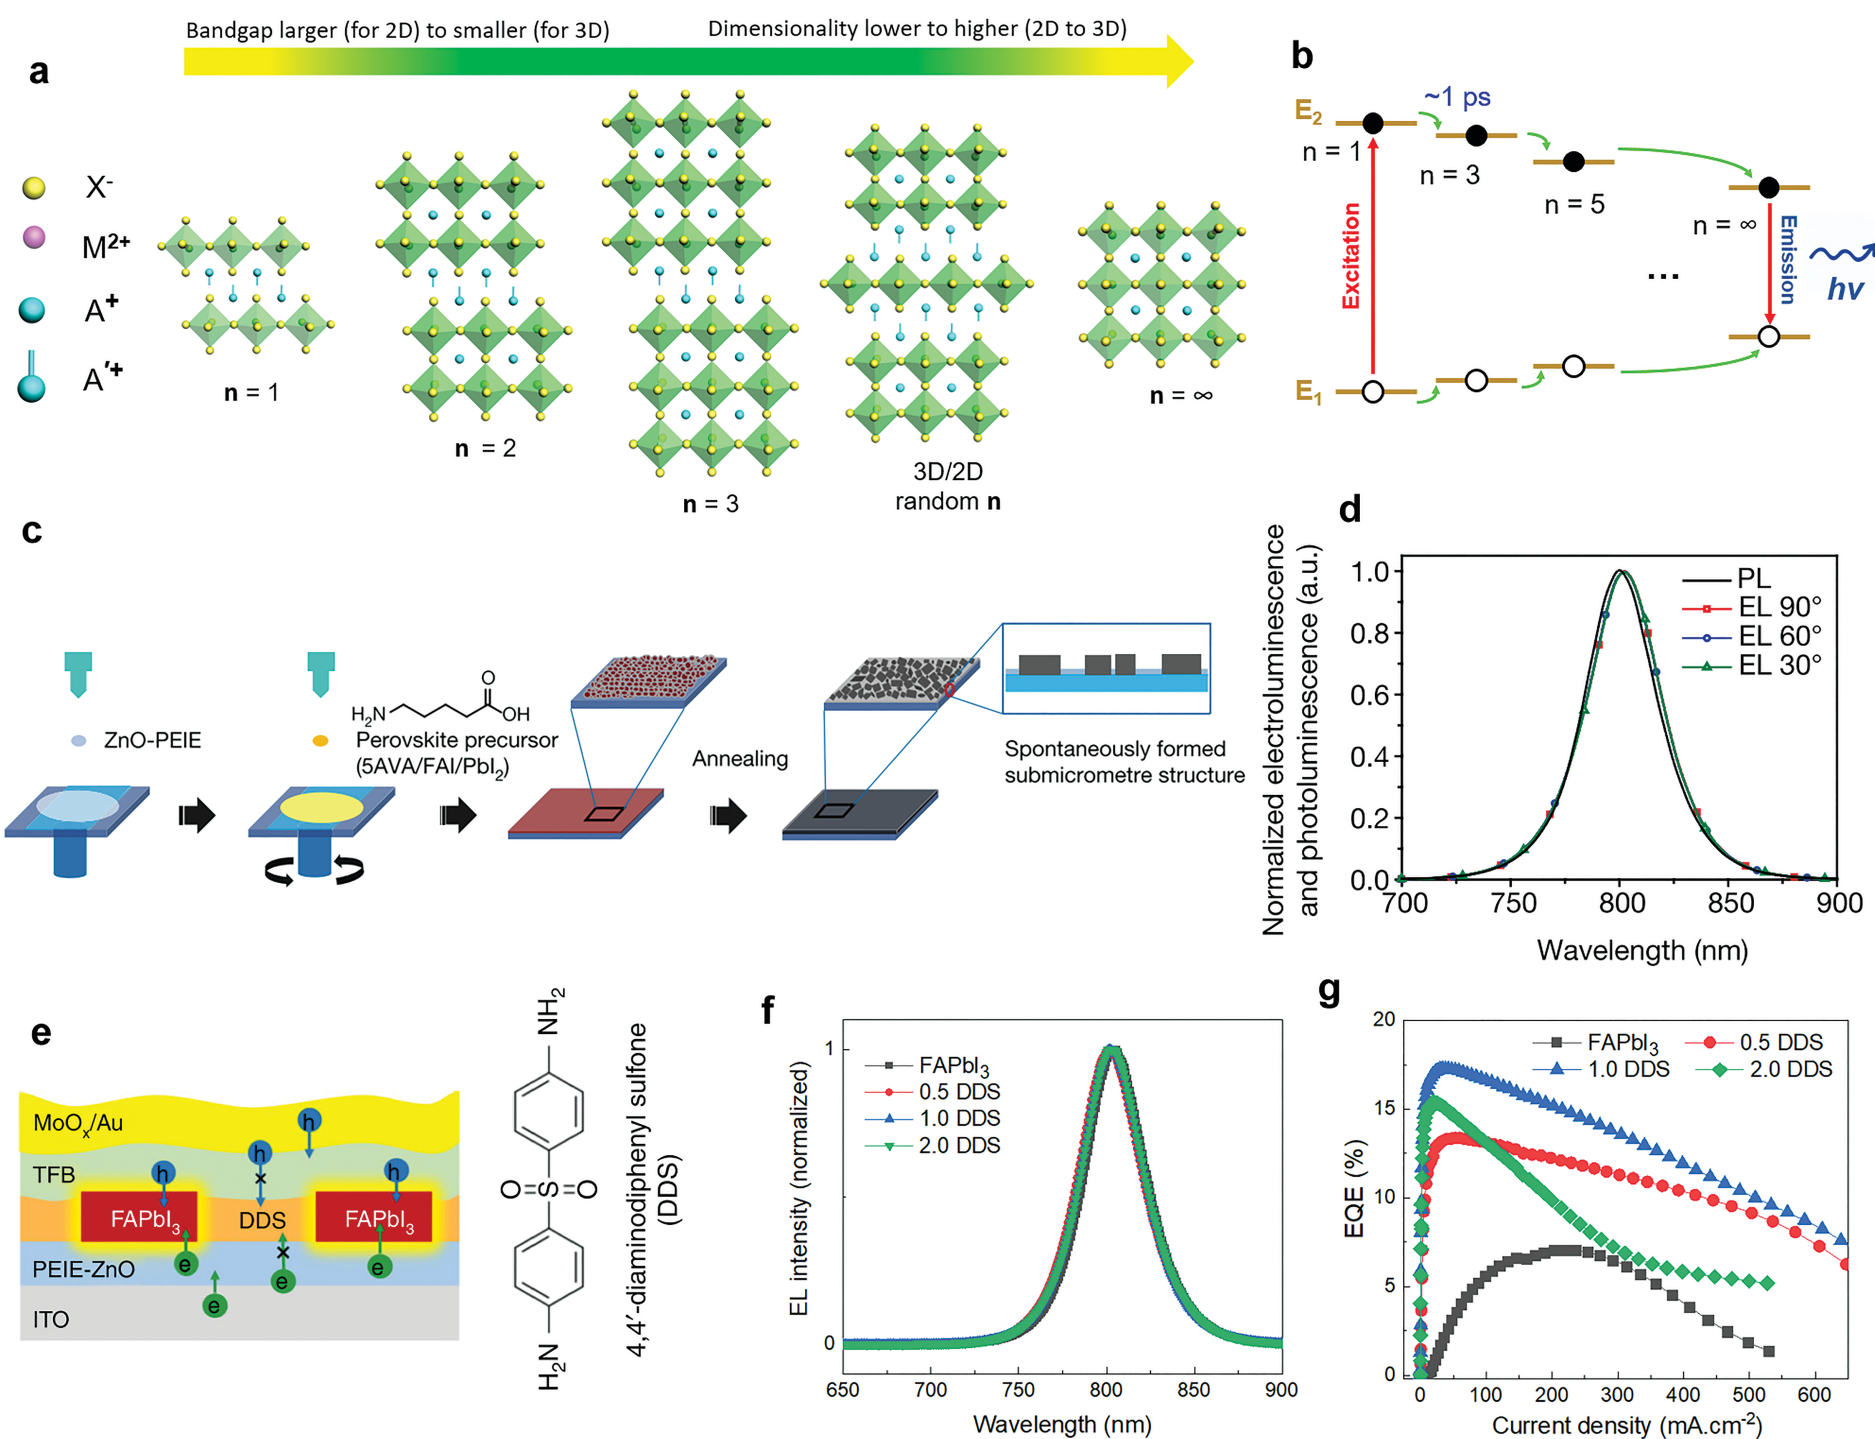 Bandgap larger (for 2D) to smaller (for 3D)
Dimensionality lower to higher (2D to 3D)
a
X-
M2+
A+
A′+
n = 1
n = 2
n = 3
3D/2D
random n
n = ∞
b
E2
~1 ps
n = 1
n = 3
n = 5
n = ∞
Excitation
Emission
...
hν
E1
c
ZnO-PEIE
H2N
O
OH
Perovskite precursor
(5AVA/FAI/PbI2)
Annealing
Spontaneously formed
submicrometre structure
d
Normalized electroluminescence
and photoluminescence (a.u.)
1.0
0.8
0.6
0.4
0.2
0.0
PL
EL 90°
EL 60°
EL 30°
700
750
800
850
900
Wavelength (nm)
e
MoOx/Au
TFB
h
h
h
h
FAPbI3
DDS
FAPbI3
PEIE-ZnO
e
e
e
e
ITO
NH2
O=S=O
H2N
4,4′-diaminodiphenyl sulfone
(DDS)
f
EL intensity (normalized)
1
0
FAPbI3
0.5 DDS
1.0 DDS
2.0 DDS
650
700
750
800
850
900
Wavelength (nm)
g
EQE (%)
20
15
10
5
0
FAPbI3
0.5 DDS
1.0 DDS
2.0 DDS
0
100
200
300
400
500
600
Current density (mA.cm-2)